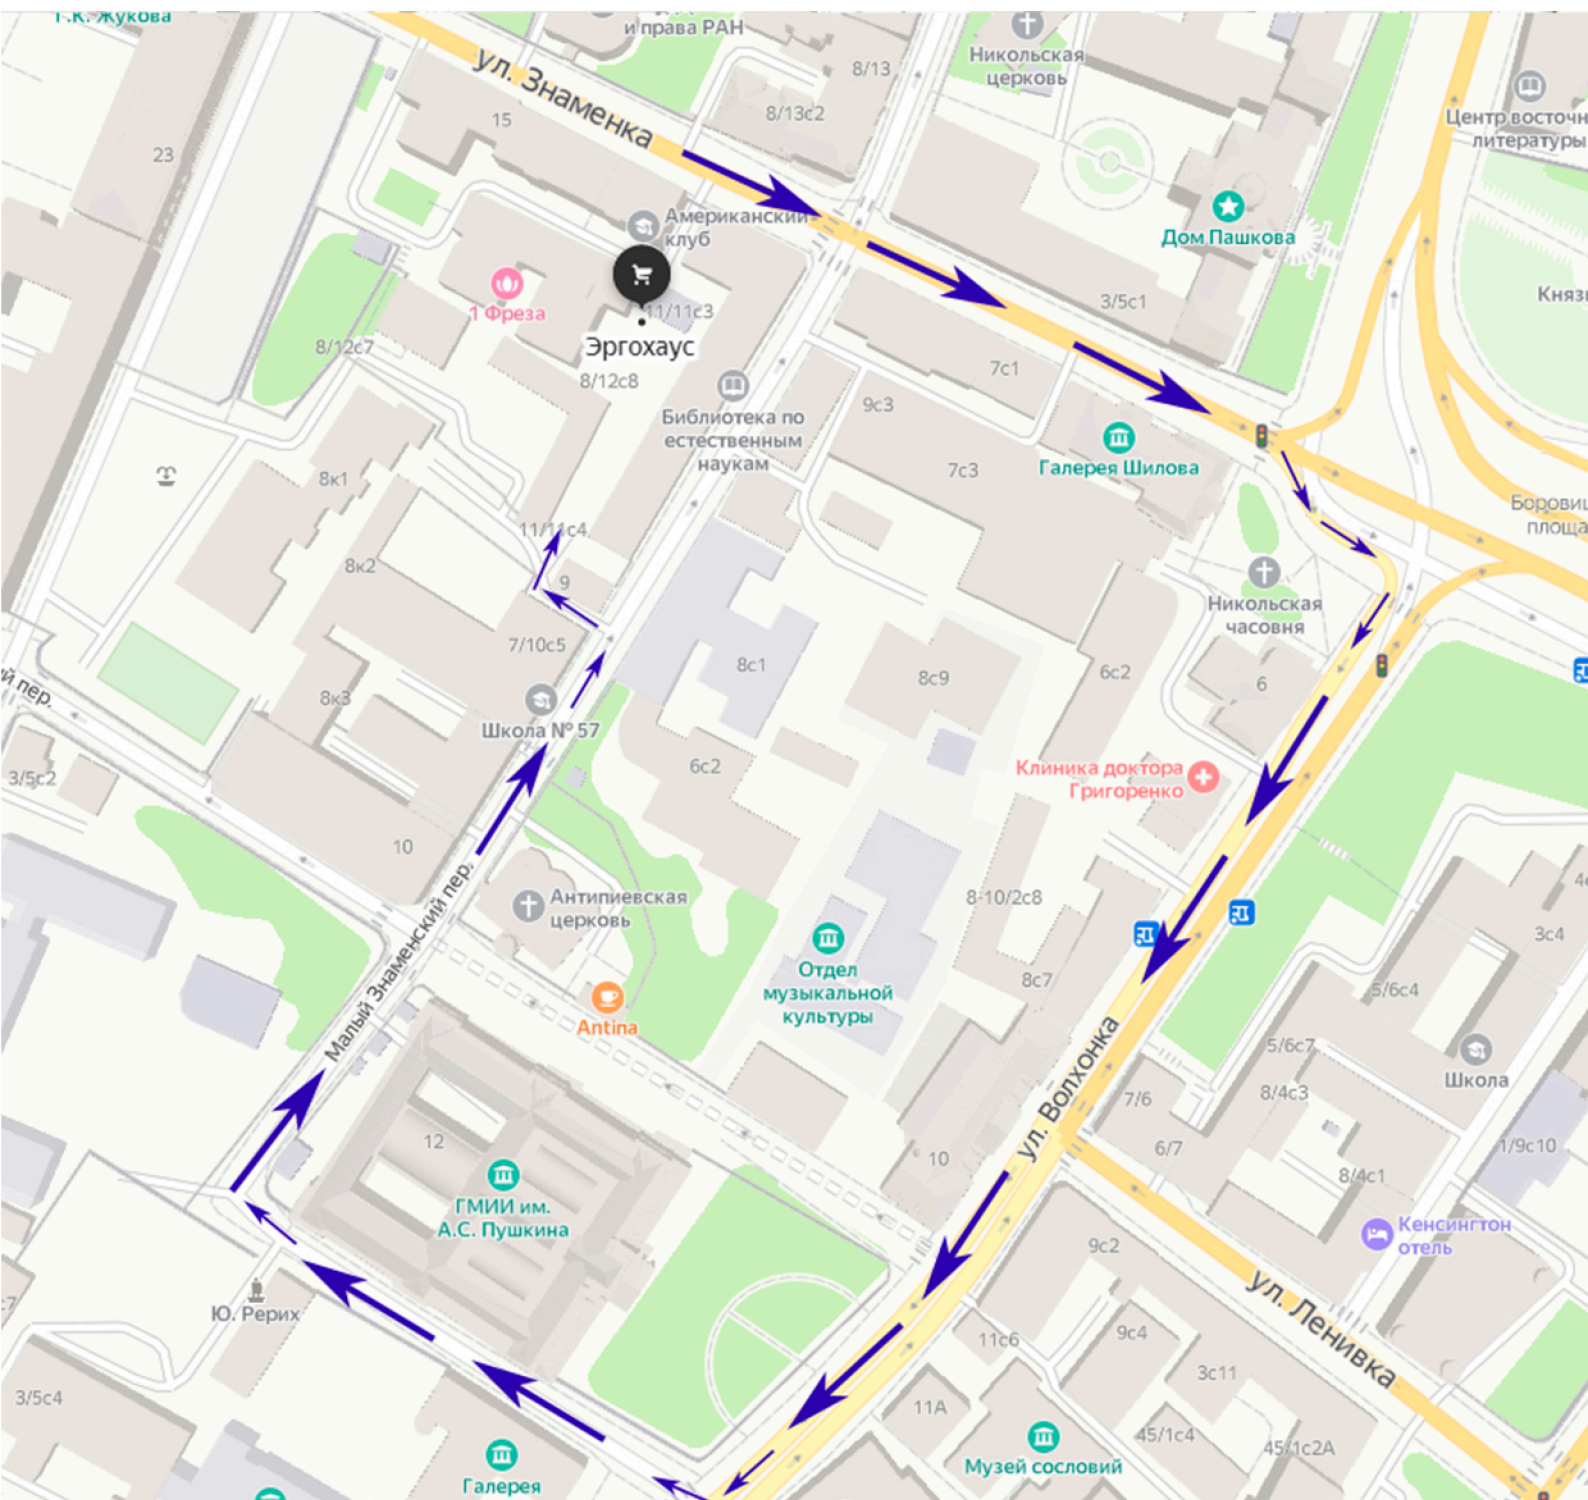 Г.К. Жукова
и права РАН
Никольская
церковь
8/13
8/13с2
ул. Знаменка
15
23
литературы
Американский
клуб
Дом Пашкова
1 Фреза
11/11с3
Эргохаус
3/5с1
8/12с7
8/12с8
7с1
9с3
Библиотека по
естественным
наукам
7с3
Галерея Шилова
8к1
11/11с4
8к2
9
Никольская
часовня
7/10с5
8с1
8с9
6с2
6
8к3
Школа № 57
ий пер.
3/5с2
6с2
Клиника доктора
Григоренко
10
Малый Знаменский пер.
Антипиевская
церковь
8-10/2с8
3с4
Отдел
музыкальной
культуры
8с7
5/6с4
Antina
ул. Волхонка
5/6с7
Школа
8/4с3
7/6
12
10
6/7
1/9с10
8/4с1
ГМИИ им.
А.С. Пушкина
Кенсингтон
отель
9с2
Ю. Рерих
ул. Ленивка
11с6
9с4
3с11
3/5с4
11А
45/1с4
45/1с2А
Музей сословий
Галерея